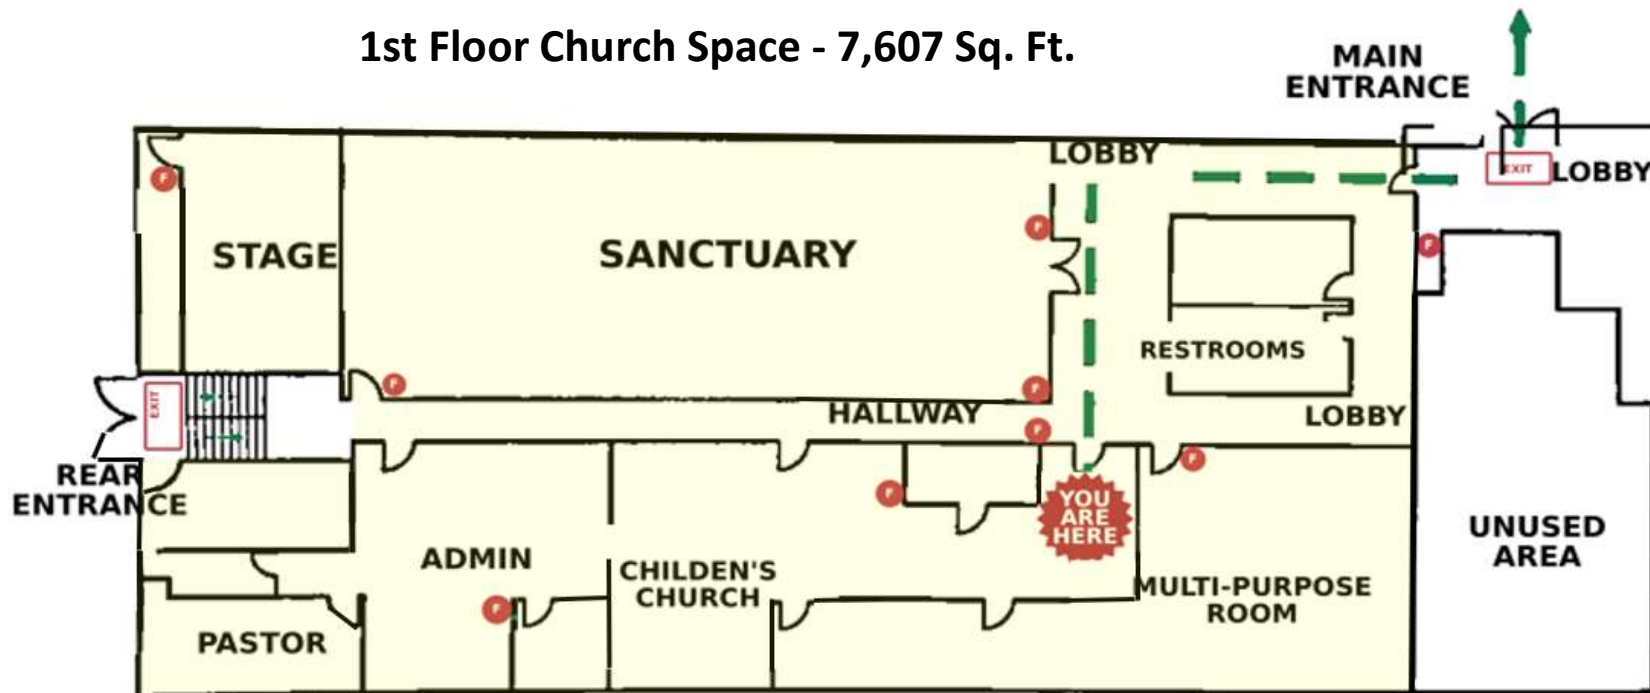 1st Floor Church Space - 7,607 Sq. Ft.
MAIN
ENTRANCE
LOBBY
EXIT
LOBBY
F
STAGE
SANCTUARY
F
F
RESTROOMS
EXIT
F
F
HALLWAY
LOBBY
F
F
REAR
ENTRANCE
F
YOU
ARE
HERE
UNUSED
AREA
ADMIN
CHILDEN'S
CHURCH
MULTI-PURPOSE
ROOM
F
PASTOR